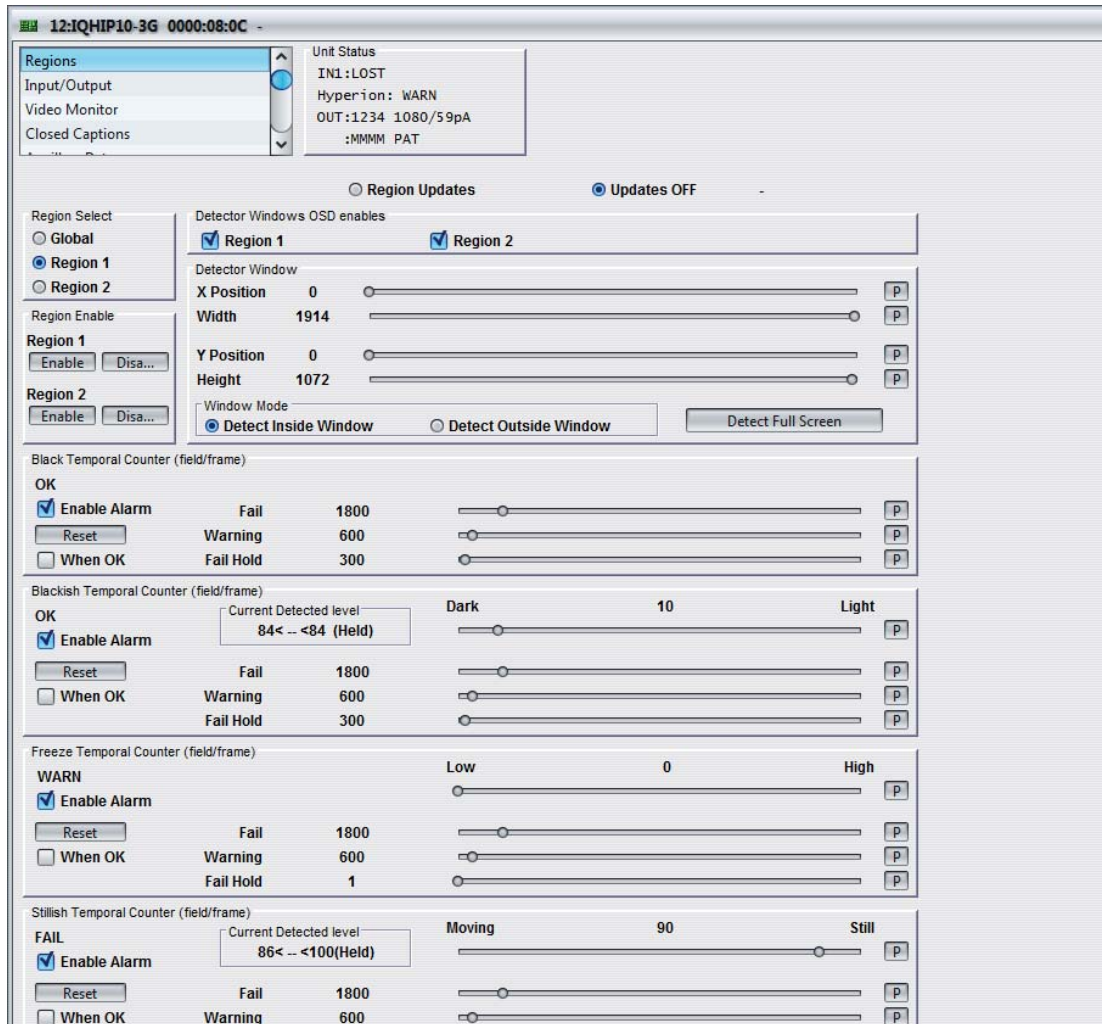 12:IQHIP10-3G 0000:08:0C -
Regions
Input/Output
Video Monitor
Closed Captions
Unit Status
IN1:LOST
Hyperion: WARN
OUT:1234 1080/59pA
:MMMM PAT
Region Updates Updates OFF -
Region Select
Global
Region 1
Region 2
Detector Windows OSD enables
Region 1 Region 2
Detector Window
X Position 0 P
Width 1914 P
Y Position 0 P
Height 1072 P
Window Mode
Detect Inside Window Detect Outside Window
Detect Full Screen
Region Enable
Region 1
Enable Disa...
Region 2
Enable Disa...
Black Temporal Counter (field/frame)
OK
Enable Alarm Fail 1800 P
Reset Warning 600 P
When OK Fail Hold 300 P
Blackish Temporal Counter (field/frame)
OK
Current Detected level
84< -- <84 (Held)
Dark 10 Light
Enable Alarm P
Reset Fail 1800 P
When OK Warning 600 P
Fail Hold 300 P
Freeze Temporal Counter (field/frame)
WARN
Low 0 High
Enable Alarm P
Reset Fail 1800 P
When OK Warning 600 P
Fail Hold 1 P
Stillish Temporal Counter (field/frame)
FAIL
Current Detected level
86< -- <100(Held)
Moving 90 Still
Enable Alarm P
Reset Fail 1800 P
When OK Warning 600 P